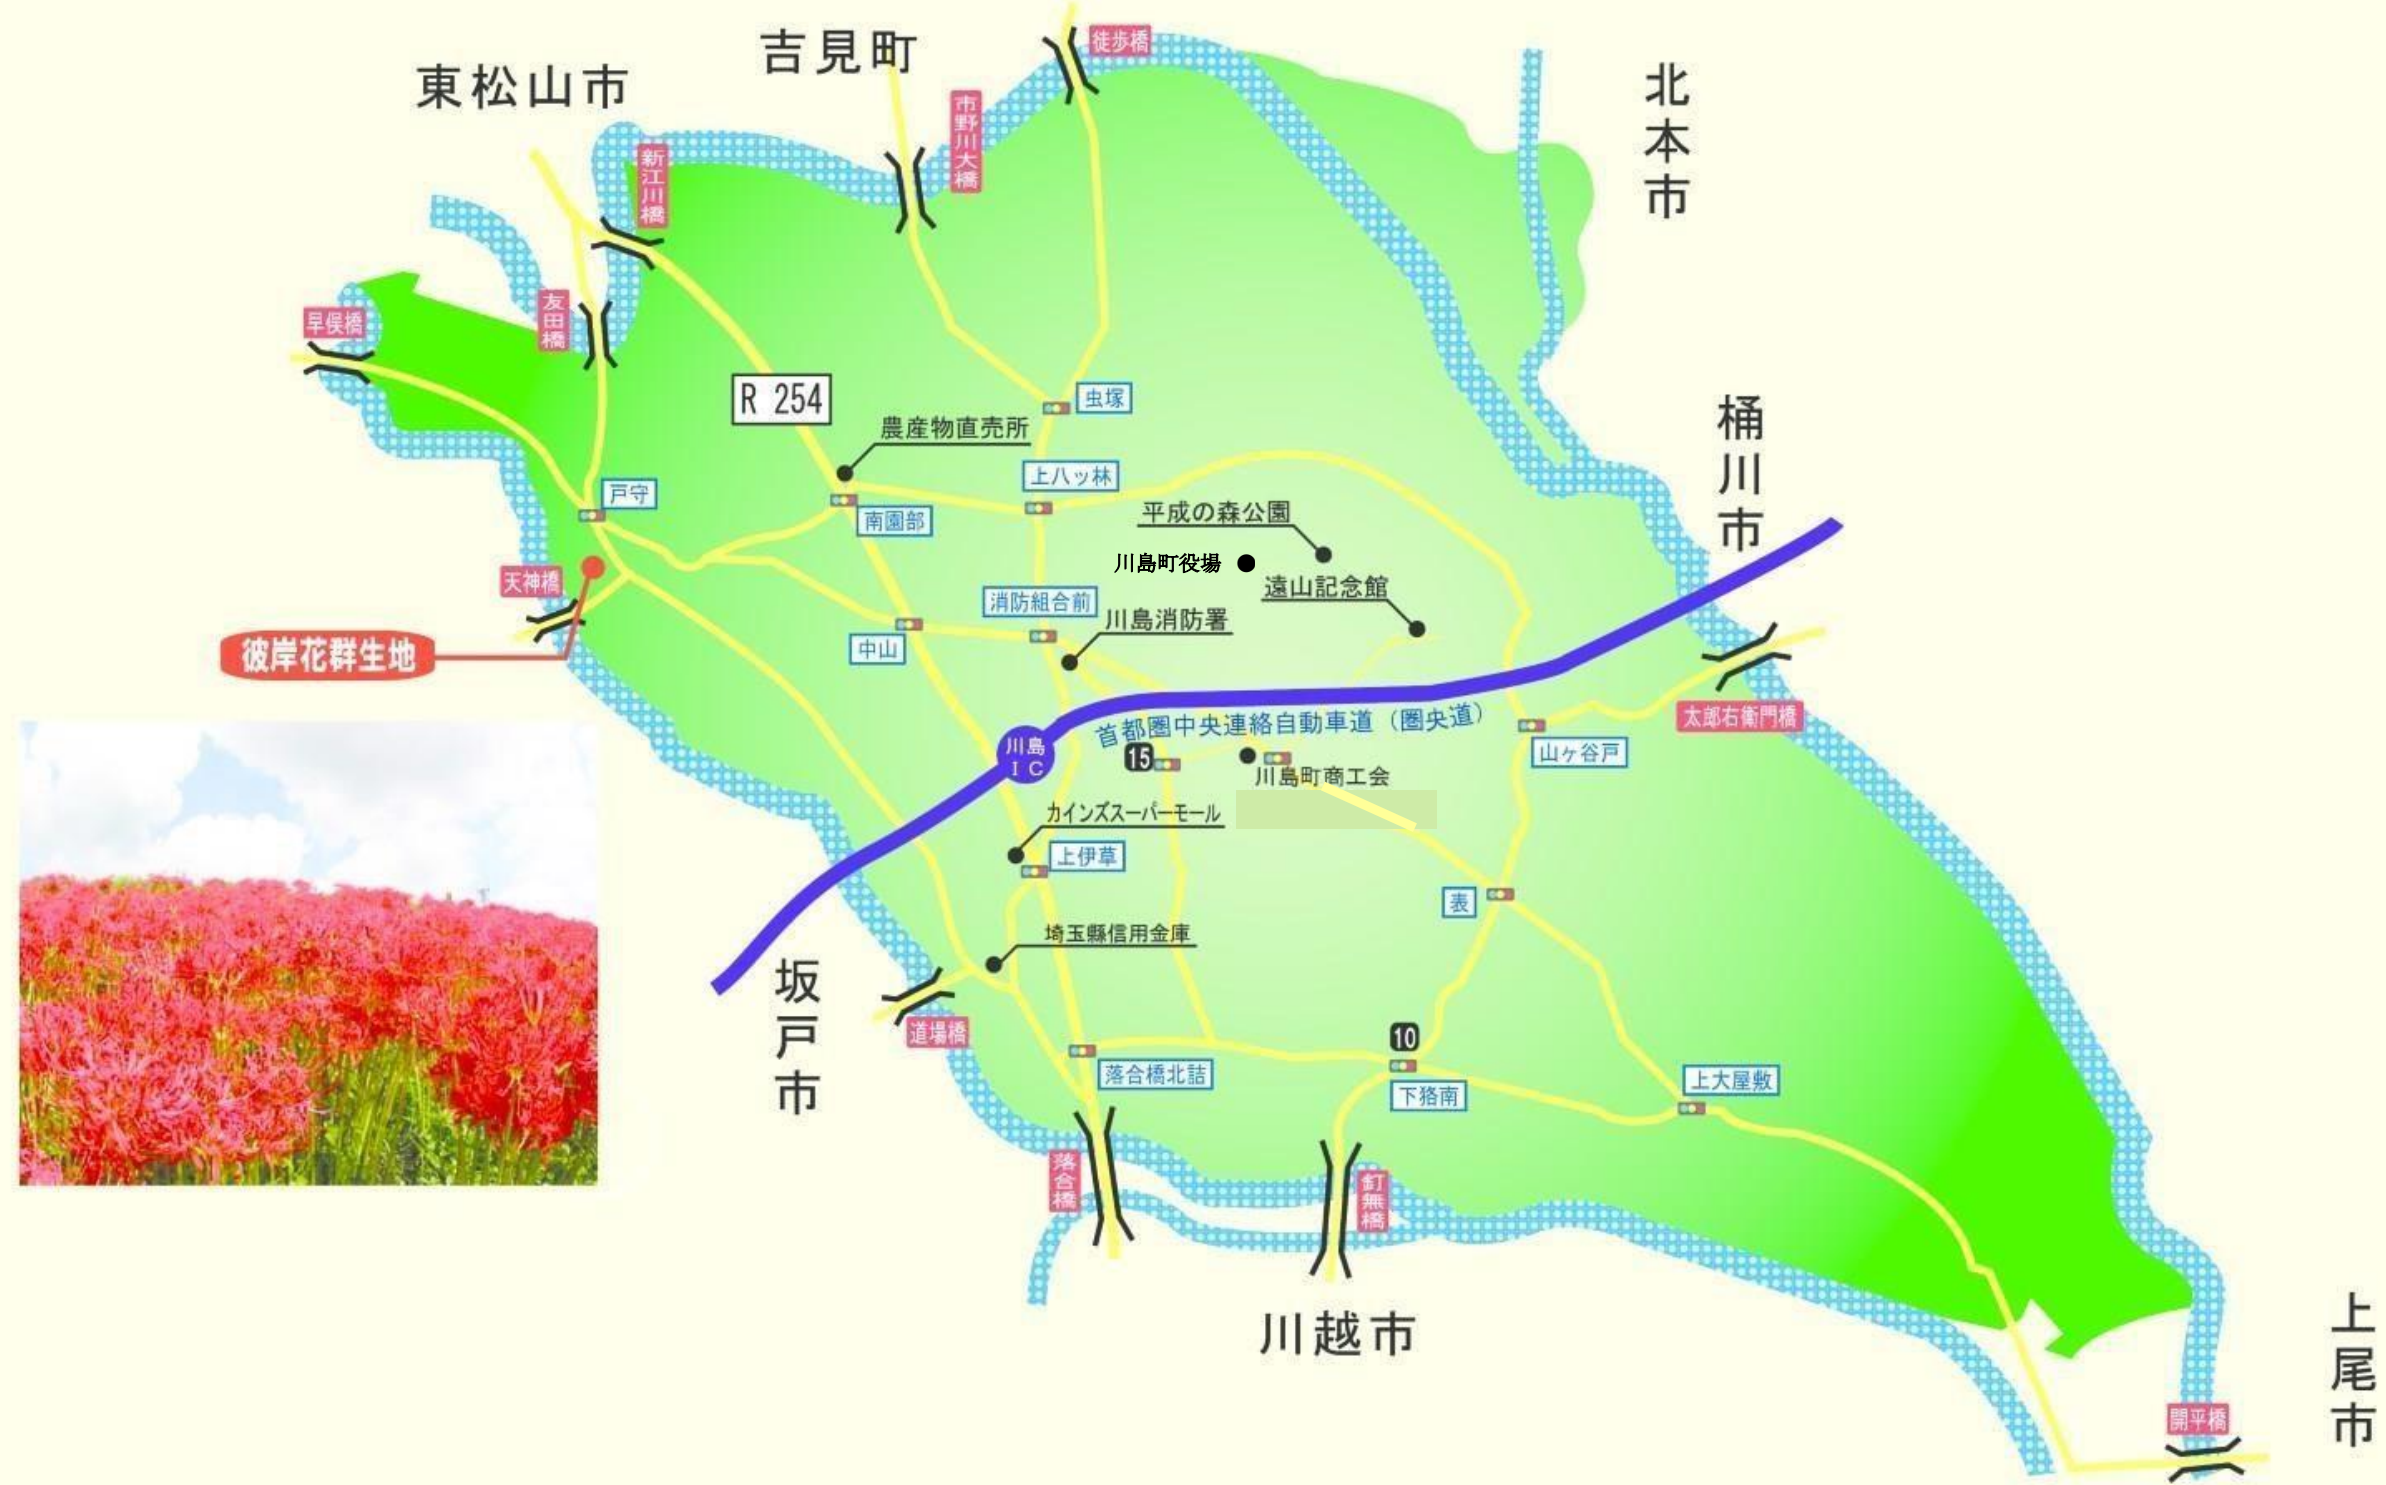 吉見町
徒歩橋
東松山市
北本市
市野川大橋
新江川橋
友田橋
早俣橋
R 254
虫塚
桶川市
農産物直売所
上八ッ林
戸守
平成の森公園
南園部
川島町役場
天神橋
遠山記念館
消防組合前
川島消防署
中山
彼岸花群生地
太郎右衛門橋
首都圏中央連絡自動車道（圏央道）
川島
IC
15
山ヶ谷戸
川島町商工会
カインズスーパーモール
上伊草
表
埼玉縣信用金庫
坂戸市
道場橋
10
落合橋北詰
下狢南
上大屋敷
落合橋
釘無橋
川越市
上尾市
開平橋